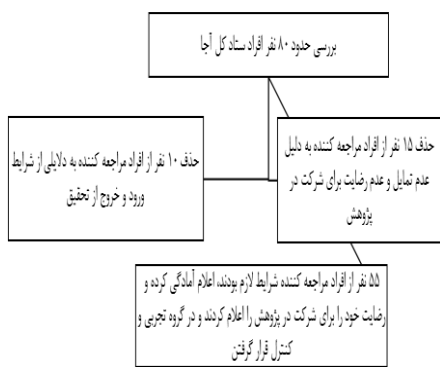 بررسی حدود ۸۰ نفر افراد ستاد کل آجا
حذف ۱۵ نفر از افراد مراجعه کننده به دلیل
عدم تمایل و عدم رضایت برای شرکت در
پژوهش
حذف ۱۰ نفر از افراد مراجعه کننده به دلایلی از شرایط
ورود و خروج از تحقیق
۵۵ نفر از افراد مراجعه کننده شرایط لازم بودند، اعلام آمادگی کرده و
رضایت خود را برای شرکت در پژوهش را اعلام کردند و در گروه تجربی و
کنترل قرار گرفتن